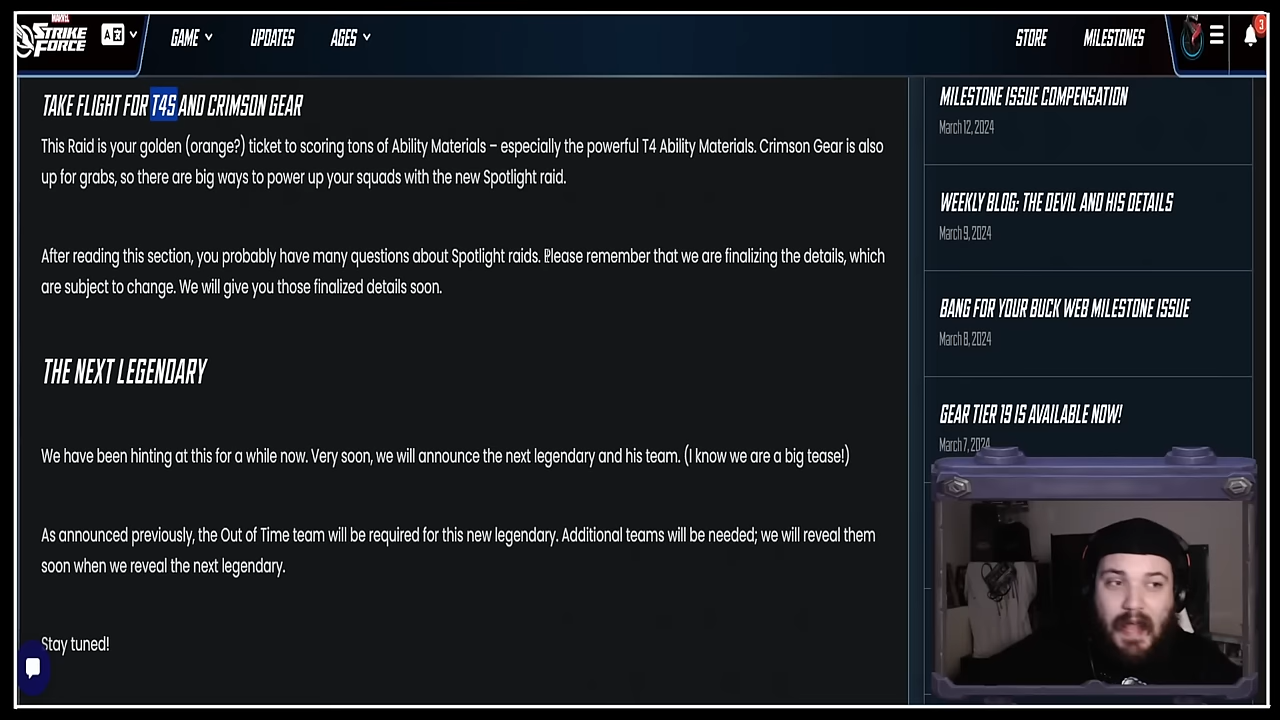 MARVEL
STRIKE
FORCE
GAME
UPDATES
AGES
STORE
MILESTONES
3
TAKE FLIGHT FOR T4S AND CRIMSON GEAR
This Raid is your golden (orange?) ticket to scoring tons of Ability Materials – especially the powerful T4 Ability Materials. Crimson Gear is also
up for grabs, so there are big ways to power up your squads with the new Spotlight raid.
After reading this section, you probably have many questions about Spotlight raids. Please remember that we are finalizing the details, which
are subject to change. We will give you those finalized details soon.
THE NEXT LEGENDARY
We have been hinting at this for a while now. Very soon, we will announce the next legendary and his team. (I know we are a big tease!)
As announced previously, the Out of Time team will be required for this new legendary. Additional teams will be needed; we will reveal them
soon when we reveal the next legendary.
Stay tuned!
MILESTONE ISSUE COMPENSATION
March 12, 2024
WEEKLY BLOG: THE DEVIL AND HIS DETAILS
March 9, 2024
BANG FOR YOUR BUCK WEB MILESTONE ISSUE
March 8, 2024
GEAR TIER 19 IS AVAILABLE NOW!
March 7, 2024